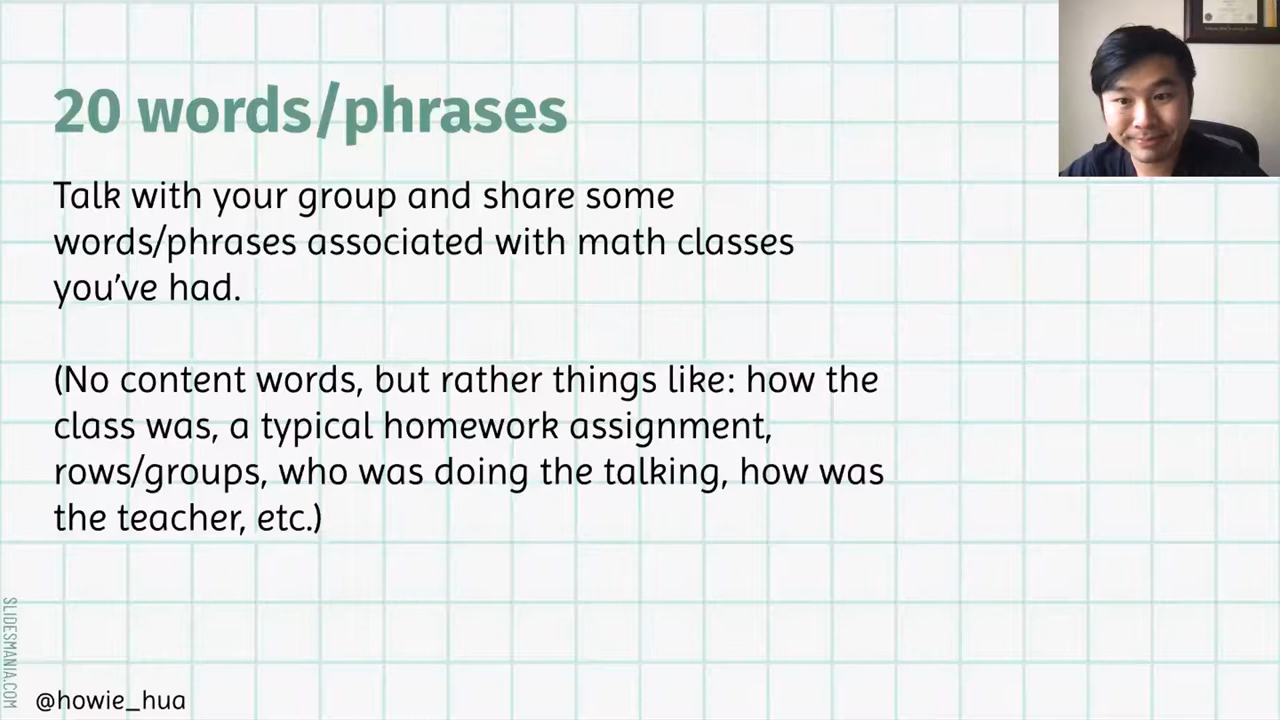 20 words/phrases
Talk with your group and share some
words/phrases associated with math classes
you've had.
(No content words, but rather things like: how the
class was, a typical homework assignment,
rows/groups, who was doing the talking, how was
the teacher, etc.)
SLIDESMANIA.COM
@howie_hua